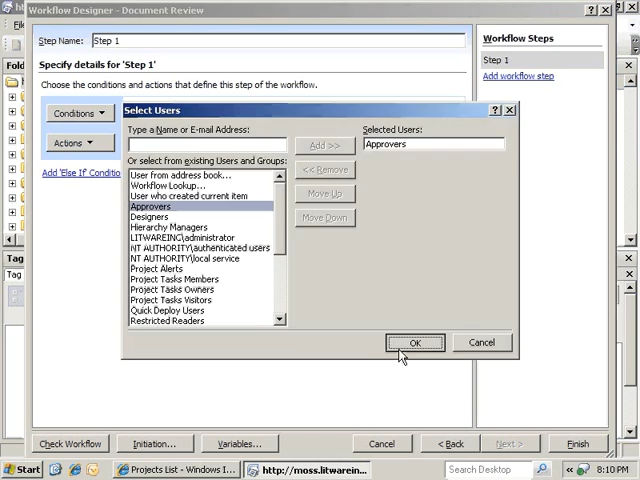 Workflow Designer - Document Review
Step Name:
Step 1
Workflow Steps
Specify details for 'Step 1'
Step 1
Choose the conditions and actions that define this step of the workflow.
Add workflow step
Conditions
Actions
Add 'Else If' Conditio
Select Users
Type a Name or E-mail Address:
Selected Users:
Add >>
Approvers
Or select from existing Users and Groups:
<< Remove
User from address book...
Workflow Lookup...
User who created current item
Move Up
Approvers
Designers
Move Down
Hierarchy Managers
LITWAREINC\administrator
NT AUTHORITY\authenticated users
NT AUTHORITY\local service
Project Alerts
Project Tasks Members
Project Tasks Owners
Project Tasks Visitors
Quick Deploy Users
Restricted Readers
OK
Cancel
Check Workflow
Initiation...
Variables...
Cancel
< Back
Next >
Finish
Start
Projects List - Windows I...
http://moss.litwarein...
Search Desktop
8:10 PM